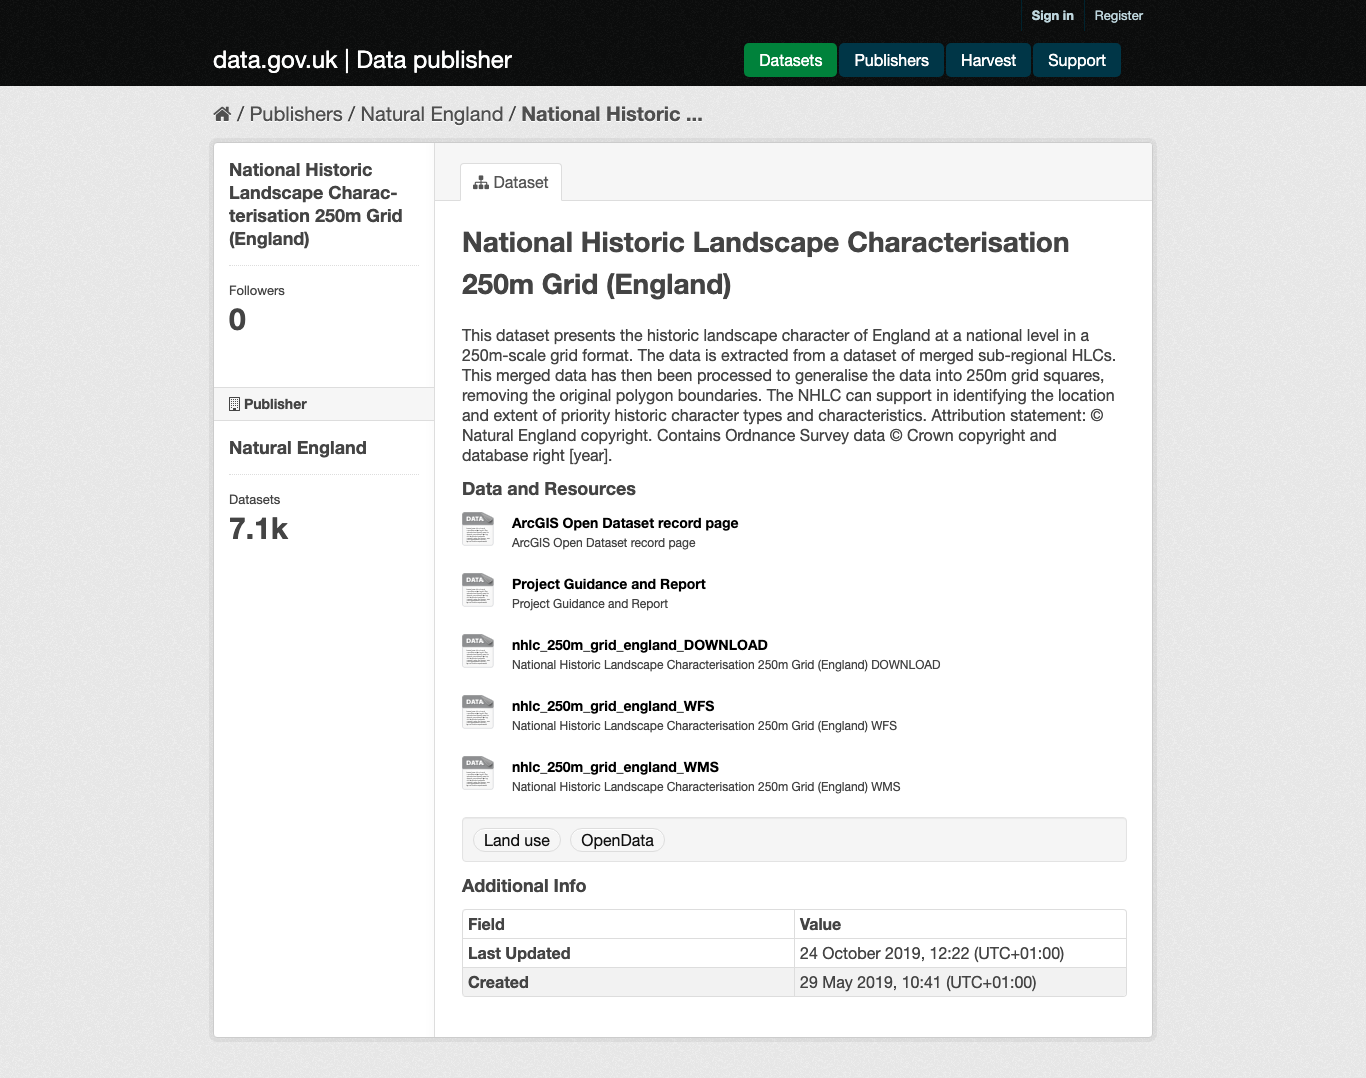 Sign in
Register
data.gov.uk | Data publisher
Datasets
Publishers
Harvest
Support
/ Publishers / Natural England / National Historic ...
National Historic
Landscape Charac-
terisation 250m Grid
(England)
Followers
0
Publisher
Natural England
Datasets
7.1k
Dataset
National Historic Landscape Characterisation
250m Grid (England)
This dataset presents the historic landscape character of England at a national level in a
250m-scale grid format. The data is extracted from a dataset of merged sub-regional HLCs.
This merged data has then been processed to generalise the data into 250m grid squares,
removing the original polygon boundaries. The NHLC can support in identifying the location
and extent of priority historic character types and characteristics. Attribution statement: ©
Natural England copyright. Contains Ordnance Survey data © Crown copyright and
database right [year].
Data and Resources
DATA
ArcGIS Open Dataset record page
ArcGIS Open Dataset record page
DATA
Project Guidance and Report
Project Guidance and Report
DATA
nhlc_250m_grid_england_DOWNLOAD
National Historic Landscape Characterisation 250m Grid (England) DOWNLOAD
DATA
nhlc_250m_grid_england_WFS
National Historic Landscape Characterisation 250m Grid (England) WFS
DATA
nhlc_250m_grid_england_WMS
National Historic Landscape Characterisation 250m Grid (England) WMS
Land use
OpenData
Additional Info
Field Value
Last Updated 24 October 2019, 12:22 (UTC+01:00)
Created 29 May 2019, 10:41 (UTC+01:00)